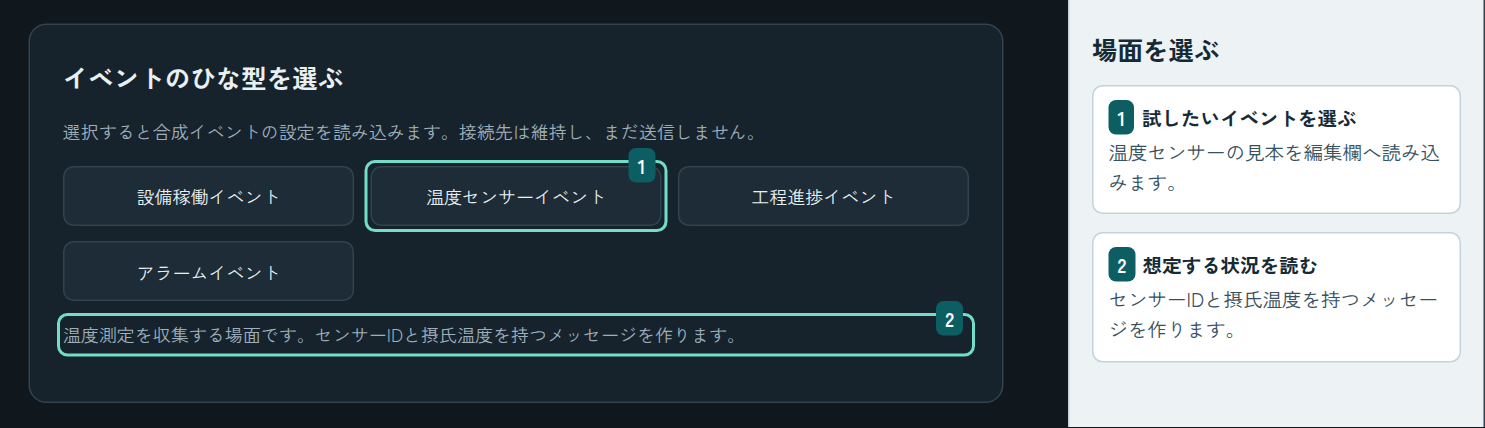 イベントのひな型を選ぶ
選択すると合成イベントの設定を読み込みます。接続先は維持し、まだ送信しません。
設備稼働イベント
温度センサーイベント
1
工程進捗イベント
アラームイベント
温度測定を収集する場面です。センサーIDと摂氏温度を持つメッセージを作ります。
2
場面を選ぶ
1 試したいイベントを選ぶ
温度センサーの見本を編集欄へ読み込
みます。
2 想定する状況を読む
センサーIDと摂氏温度を持つメッセー
ジを作ります。